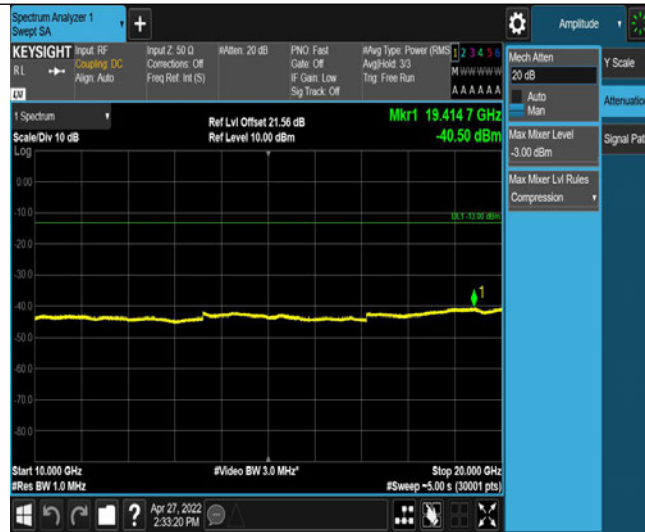 Spectrum Analyzer 1
Swept SA
+
Amplitude
KEYSIGHT
RL
LXI
Input: RF
Coupling: DC
Align: Auto
Input Z: 50 Ω
Corrections: Off
Freq Ref: Int (S)
#Atten: 20 dB
PNO: Fast
Gate: Off
IF Gain: Low
Sig Track: Off
#Avg Type: Power (RMS
Avg|Hold: 3/3
Trig: Free Run
1 2 3 4 5 6
M W W W W W
A A A A A A
1 Spectrum
Scale/Div 10 dB
Log
Ref Lvl Offset 21.56 dB
Ref Level 10.00 dBm
Mkr1 19.414 7 GHz
-40.50 dBm
0.00
-10.0
DL1 -13.00 dBm
-20.0
-30.0
1
-40.0
-50.0
-60.0
-70.0
-80.0
Start 10.000 GHz
#Res BW 1.0 MHz
#Video BW 3.0 MHz*
Stop 20.000 GHz
#Sweep ~5.00 s (30001 pts)
?
Apr 27, 2022
2:33:20 PM
Mech Atten
20 dB
Auto
Man
Max Mixer Level
-3.00 dBm
Max Mixer Lvl Rules
Compression
Y Scale
Attenuation
Signal Pat